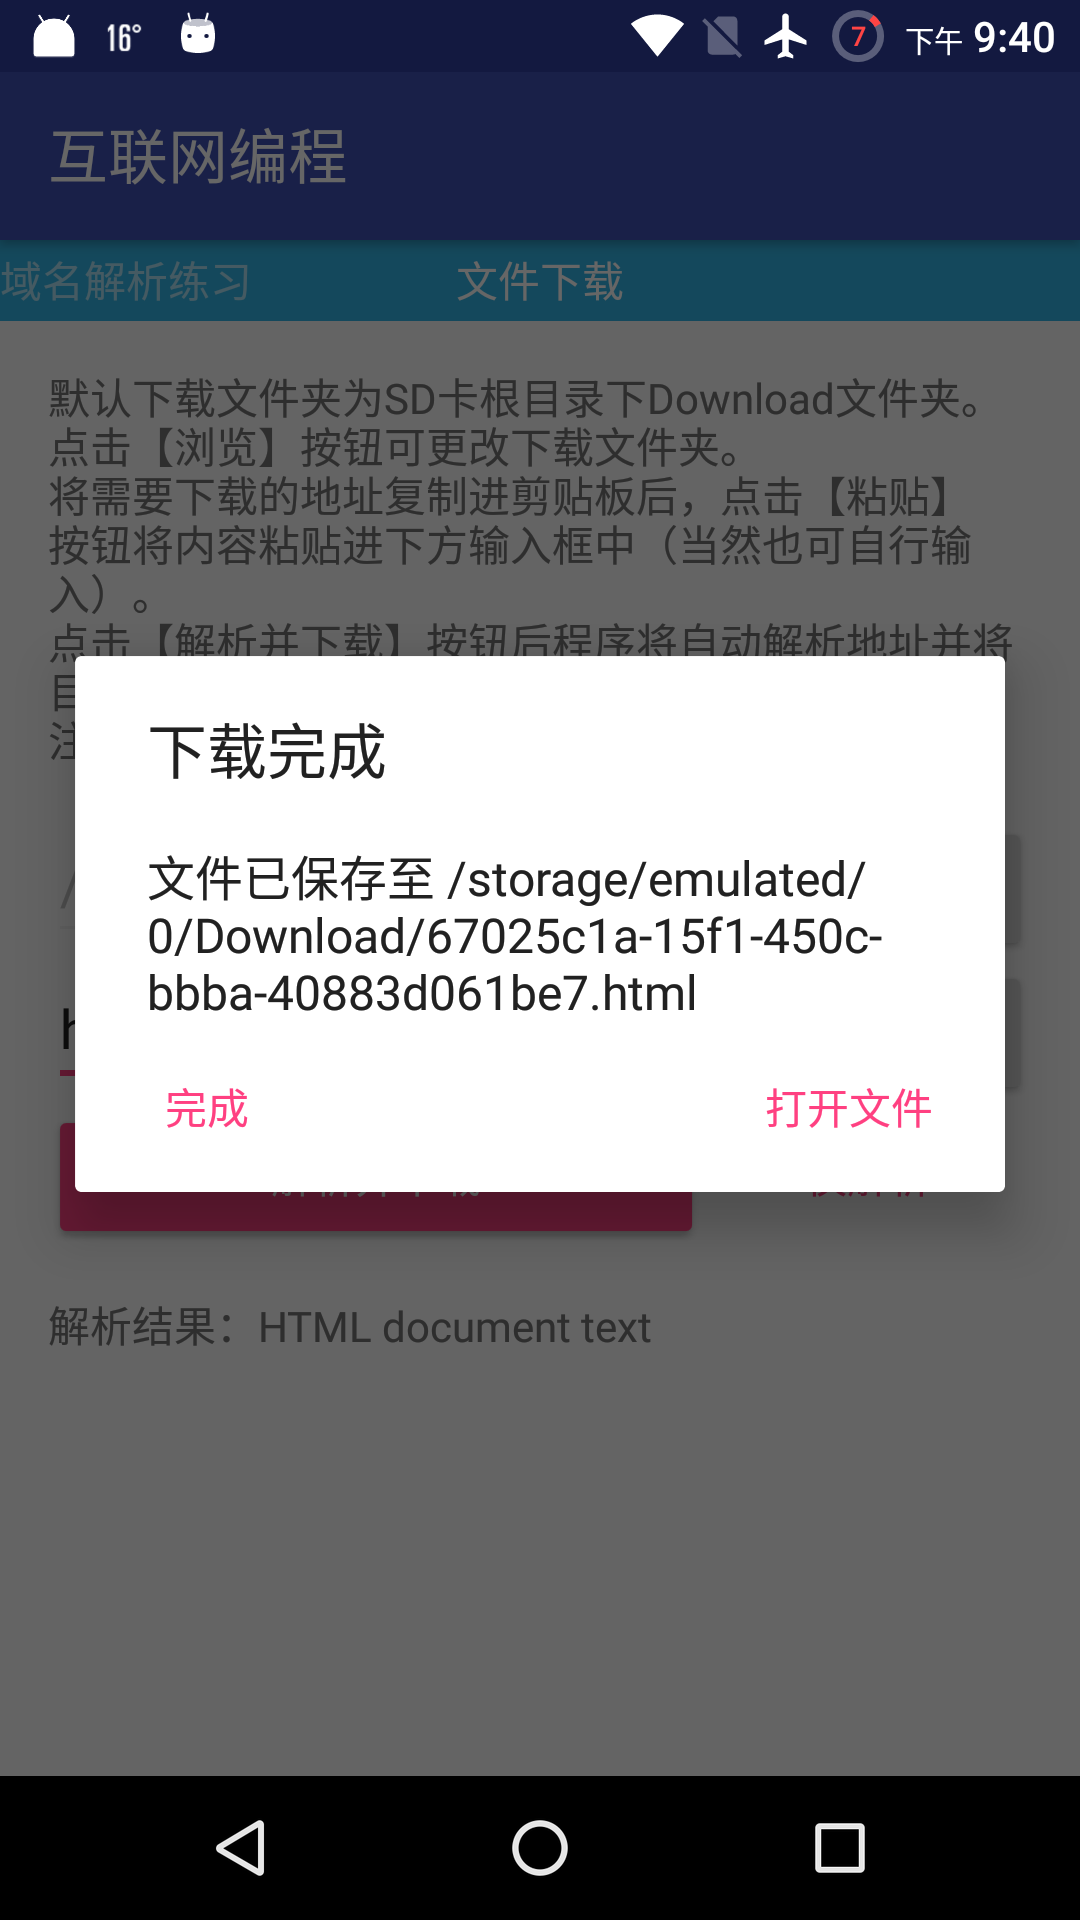 16°
7
下午 9:40
互联网编程
域名解析练习
文件下载
默认下载文件夹为SD卡根目录下Download文件夹。
点击【浏览】按钮可更改下载文件夹。
将需要下载的地址复制进剪贴板后，点击【粘贴】
按钮将内容粘贴进下方输入框中（当然也可自行输
入）。
点击【解析并下载】按钮后程序将自动解析地址并将
目
注
下载完成
/
文件已保存至 /storage/emulated/
0/Download/67025c1a-15f1-450c-
bbba-40883d061be7.html
h
完成
打开文件
解析并下载
仅解析
解析结果：HTML document text